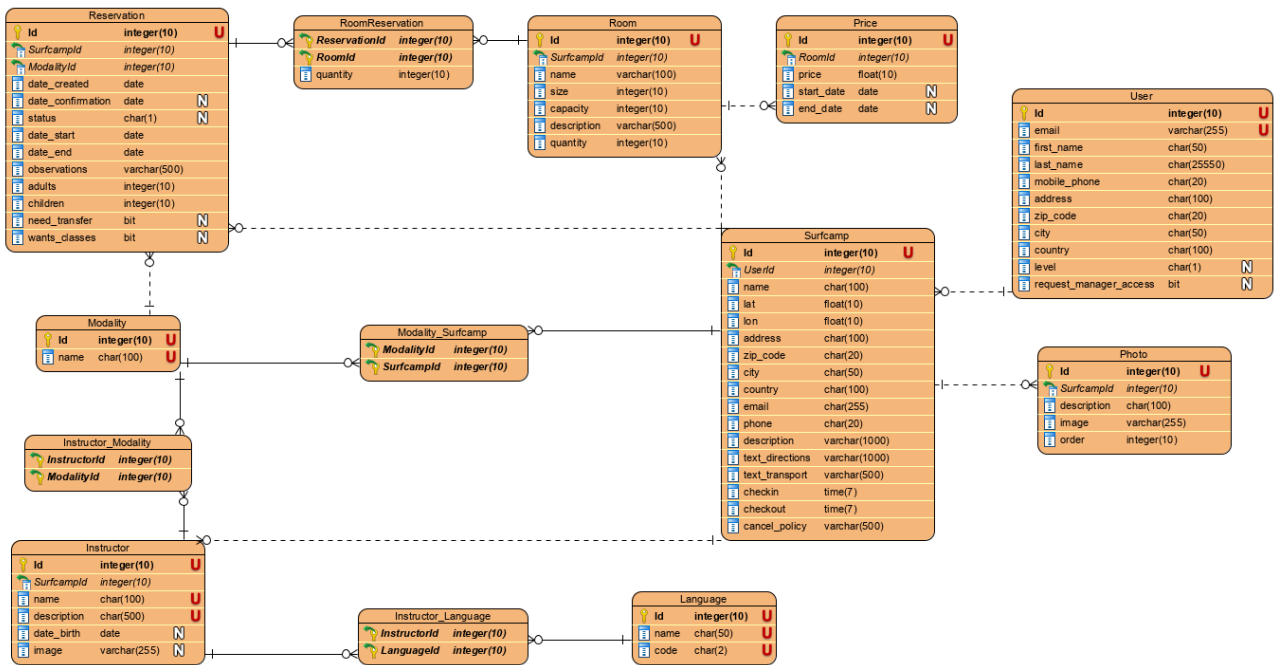 Reservation
Id integer(10) U
SurfcampId integer(10)
ModalityId integer(10)
date_created date
date_confirmation date N
status char(1) N
date_start date
date_end date
observations varchar(500)
adults integer(10)
children integer(10)
need_transfer bit N
wants_classes bit N
RoomReservation
ReservationId integer(10)
RoomId integer(10)
quantity integer(10)
Room
Id integer(10) U
SurfcampId integer(10)
name varchar(100)
size integer(10)
capacity integer(10)
description varchar(500)
quantity integer(10)
Price
Id integer(10) U
RoomId integer(10)
price float(10)
start_date date N
end_date date N
User
Id integer(10) U
email varchar(255) U
first_name char(50)
last_name char(25550)
mobile_phone char(20)
address char(100)
zip_code char(20)
city char(50)
country char(100)
level char(1) N
request_manager_access bit N
Surfcamp
Id integer(10) U
UserId integer(10)
name char(100)
lat float(10)
lon float(10)
address char(100)
zip_code char(20)
city char(50)
country char(100)
email char(255)
phone char(20)
description varchar(1000)
text_directions varchar(1000)
text_transport varchar(500)
checkin time(7)
checkout time(7)
cancel_policy varchar(500)
Modality
Id integer(10) U
name char(100) U
Modality_Surfcamp
ModalityId integer(10)
SurfcampId integer(10)
Photo
Id integer(10) U
SurfcampId integer(10)
description char(100)
image varchar(255)
order integer(10)
Instructor_Modality
InstructorId integer(10)
ModalityId integer(10)
Instructor
Id integer(10) U
SurfcampId integer(10)
name char(100) U
description char(500) U
date_birth date N
image varchar(255) N
Instructor_Language
InstructorId integer(10)
LanguageId integer(10)
Language
Id integer(10) U
name char(50) U
code char(2) U